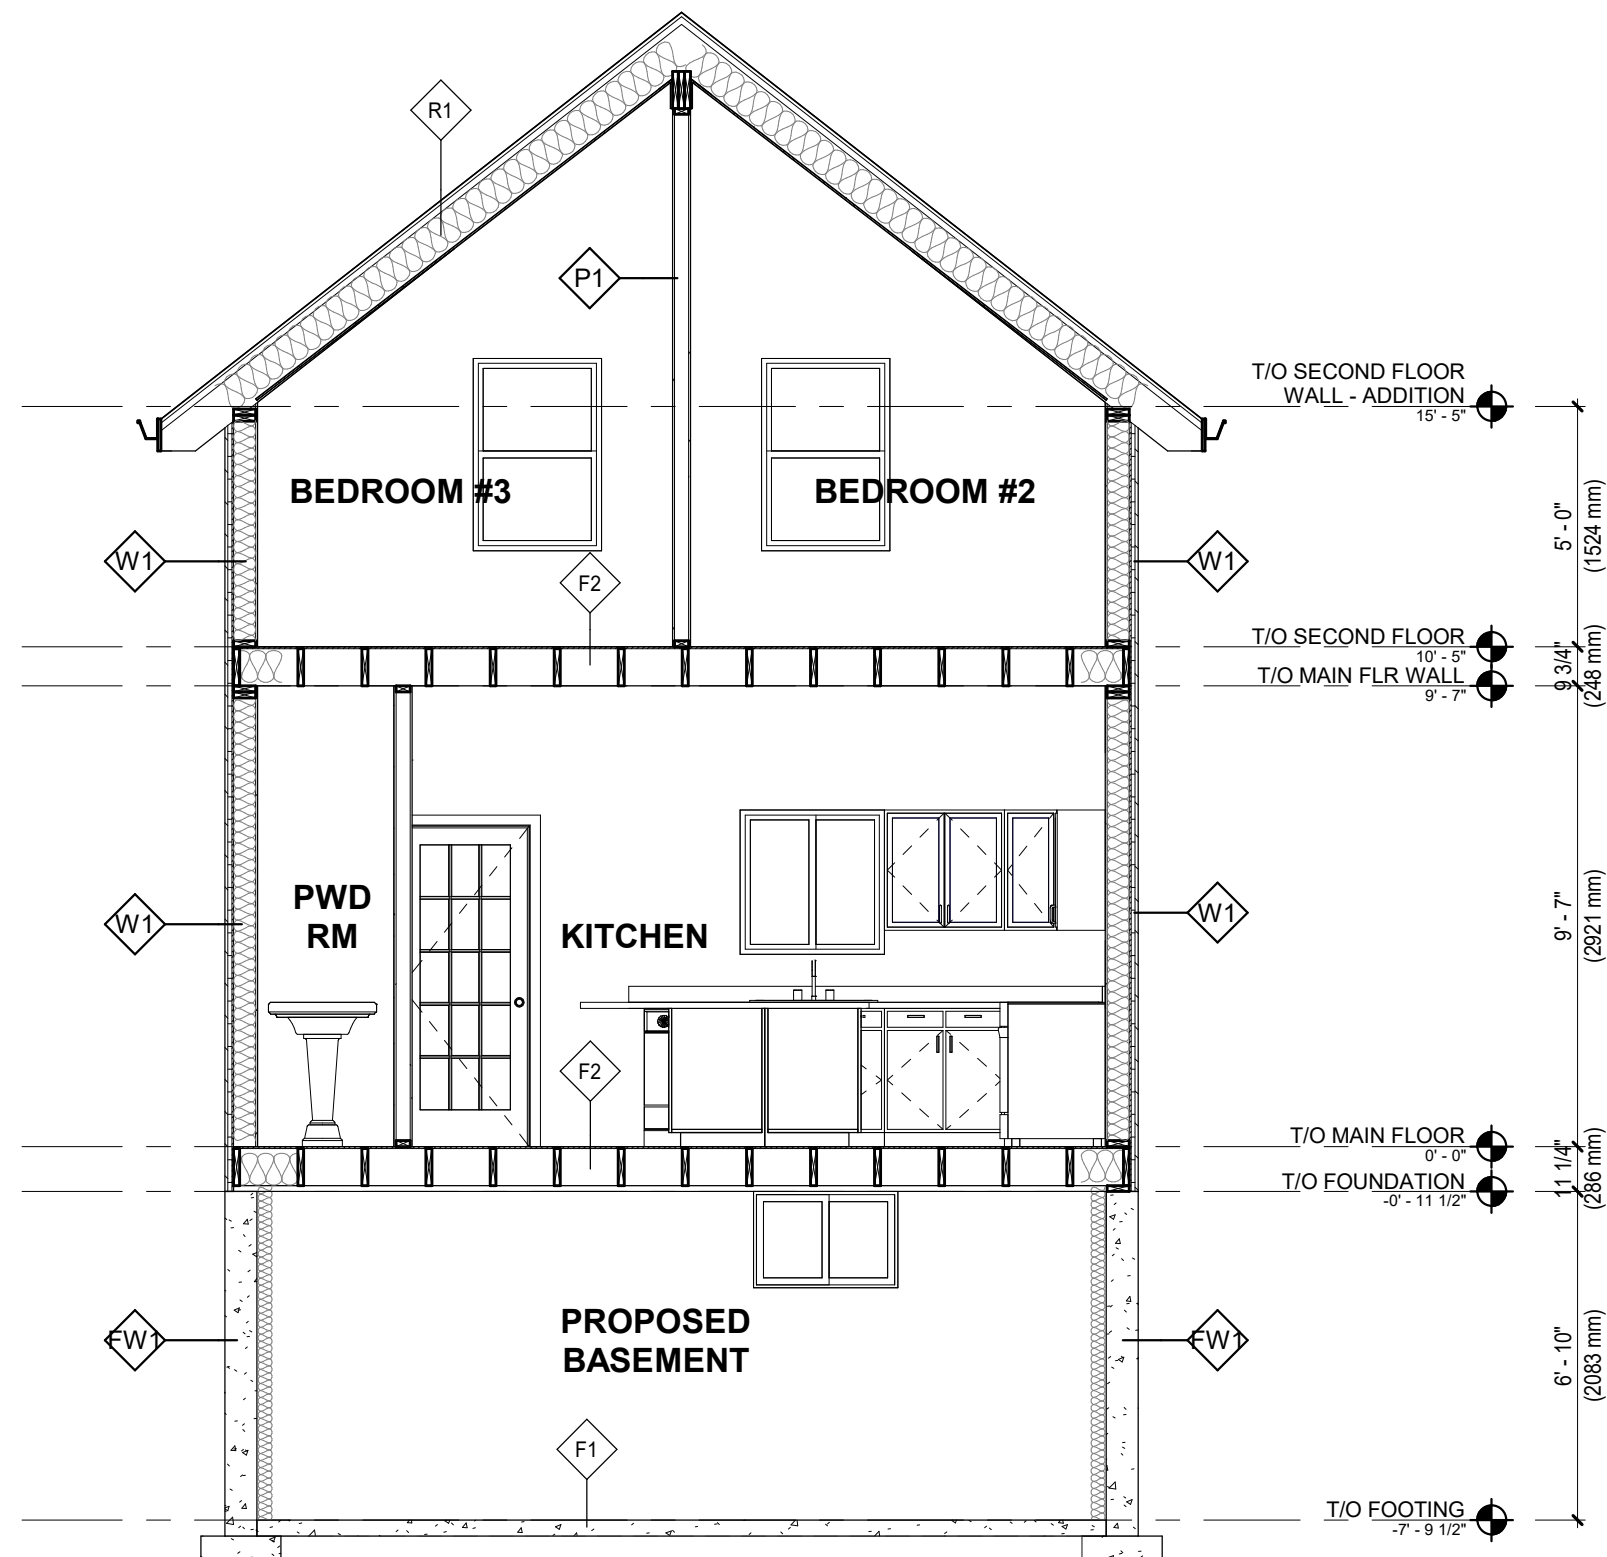 R1
P1
T/O SECOND FLOOR
WALL - ADDITION
15' - 5"
BEDROOM #3
BEDROOM #2
5' - 0"
(1524 mm)
W1
W1
F2
T/O SECOND FLOOR
10' - 5"
9 3/4"
(248 mm)
T/O MAIN FLR WALL
9' - 7"
PWD
RM
KITCHEN
W1
W1
9' - 7"
(2921 mm)
F2
T/O MAIN FLOOR
0' - 0"
11 1/4"
(286 mm)
T/O FOUNDATION
-0' - 11 1/2"
PROPOSED
BASEMENT
FW1
FW1
6' - 10"
(2083 mm)
F1
T/O FOOTING
-7' - 9 1/2"